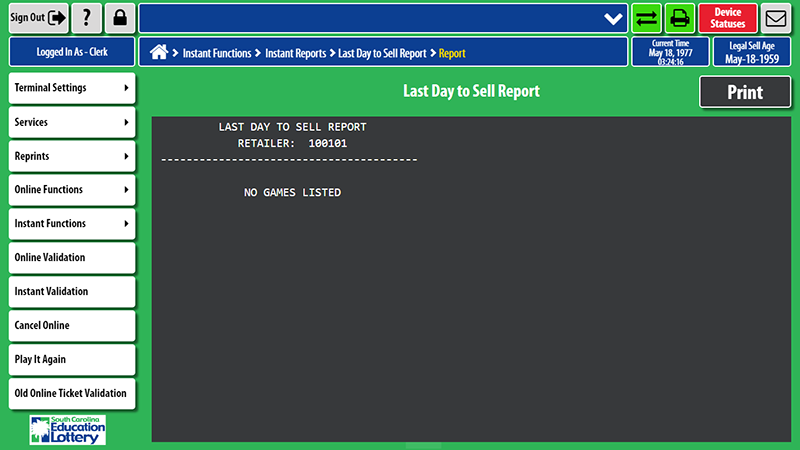 Sign Out
?
Device
Statuses
Logged In As - Clerk
Instant Functions > Instant Reports > Last Day to Sell Report > Report
Current Time
May 18, 1977
03:24:16
Legal Sell Age
May-18-1959
Terminal Settings
Services
Reprints
Online Functions
Instant Functions
Online Validation
Instant Validation
Cancel Online
Play It Again
Old Online Ticket Validation
South Carolina
Education
Lottery
Last Day to Sell Report
Print
LAST DAY TO SELL REPORT
RETAILER: 100101
----------------------------------------
NO GAMES LISTED